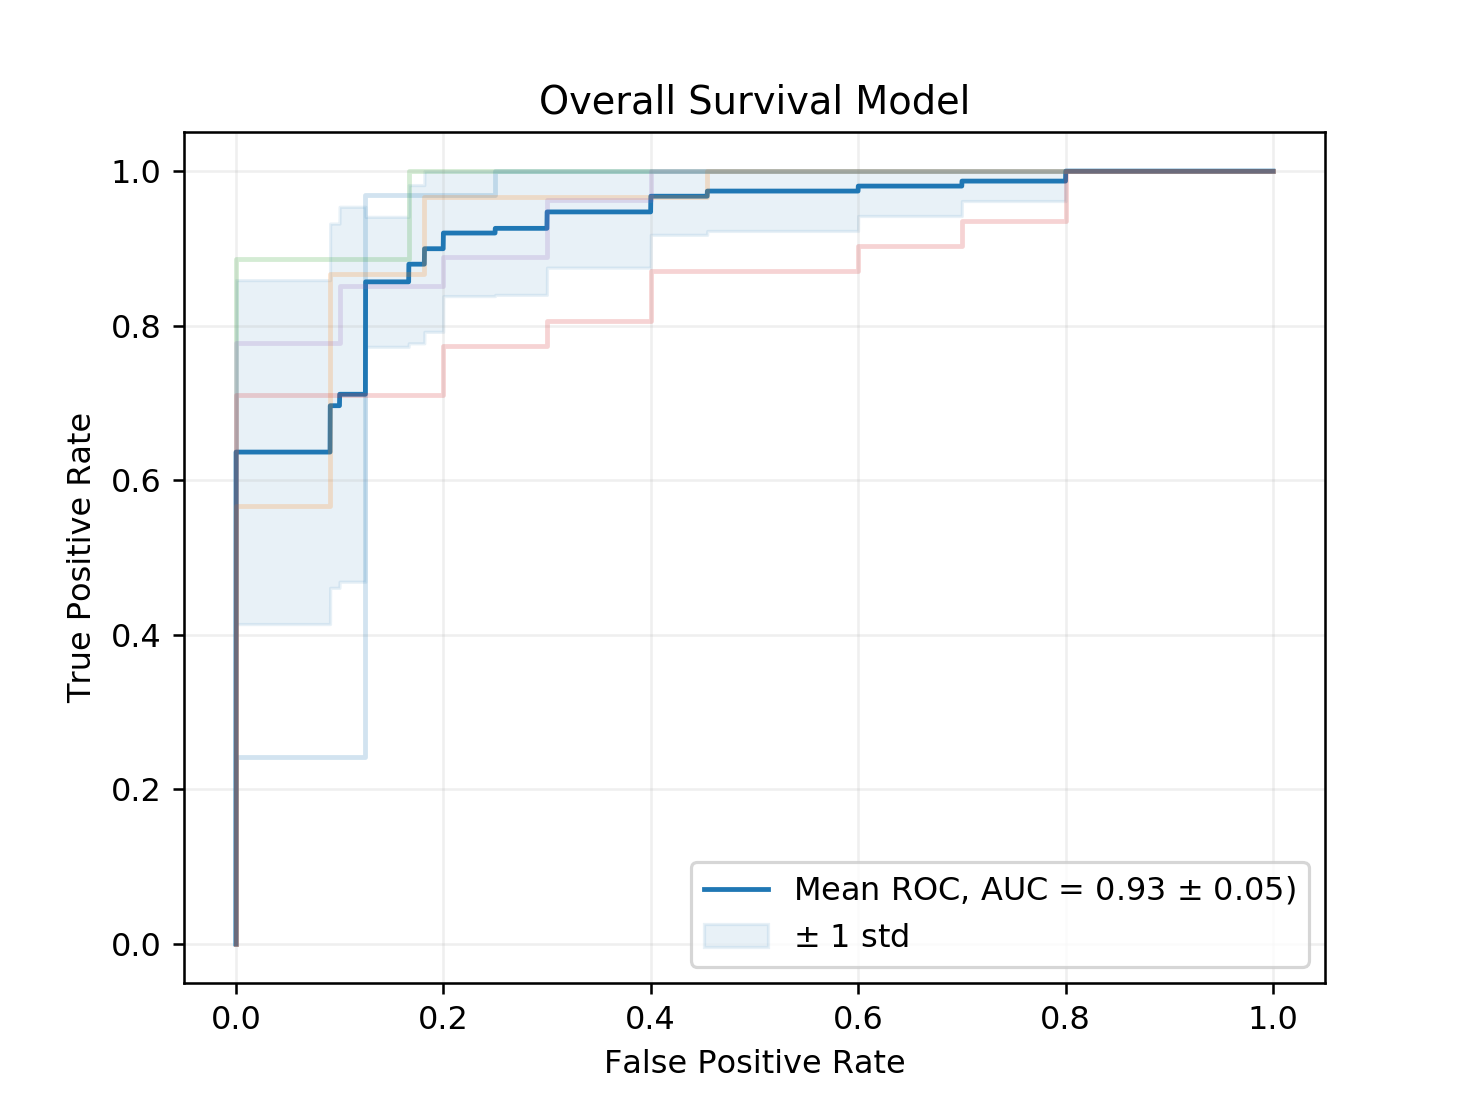 Overall Survival Model
True Positive Rate
1.0
0.8
0.6
0.4
0.2
0.0
Mean ROC, AUC = 0.93 ± 0.05)
± 1 std
0.0 0.2 0.4 0.6 0.8 1.0
False Positive Rate